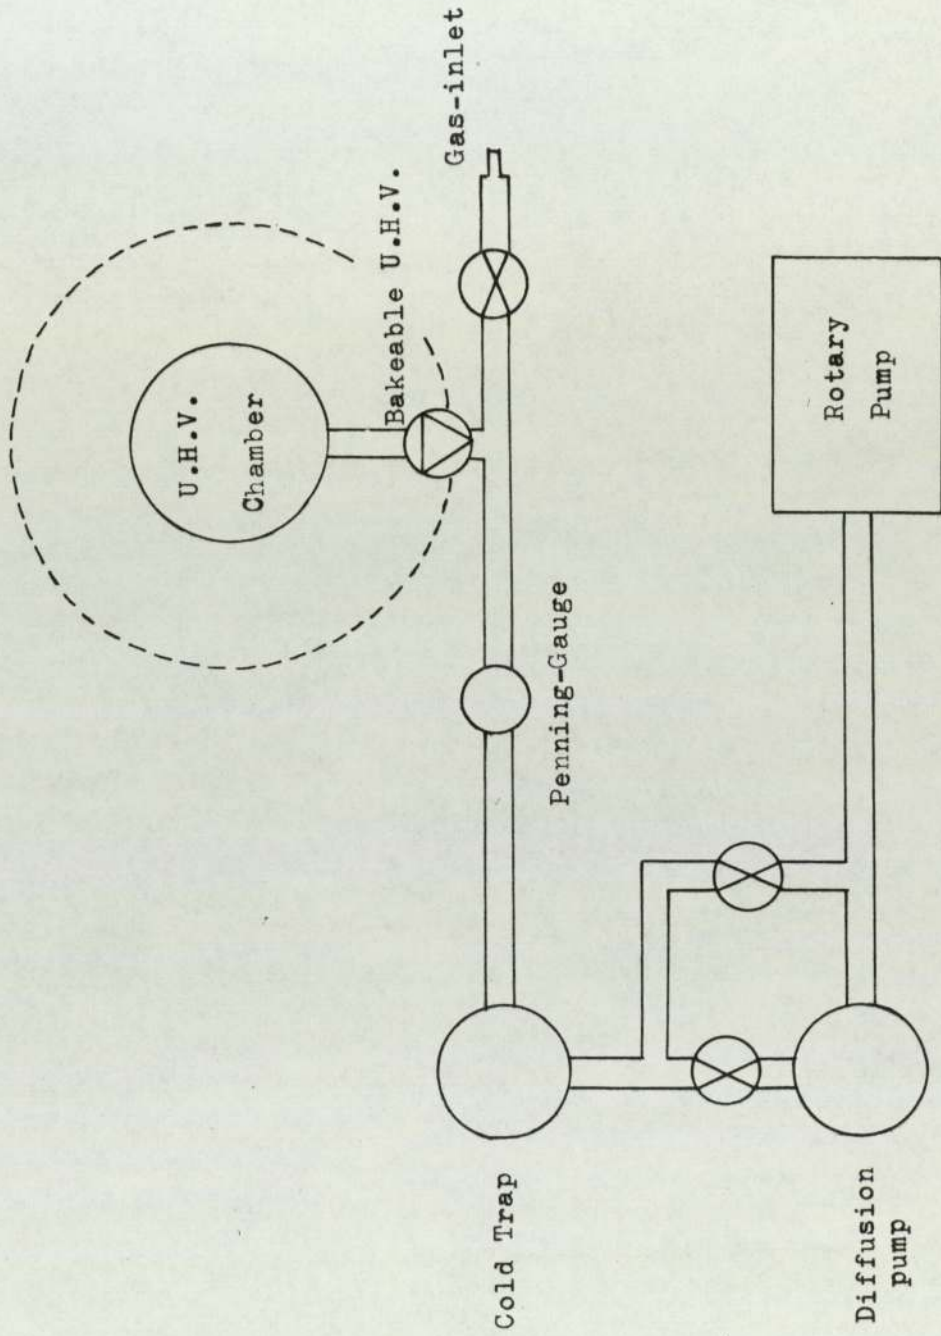 U.H.V.
Chamber
Bakeable U.H.V.
Gas-inlet
Penning-Gauge
Rotary
Pump
Cold Trap
Diffusion
pump